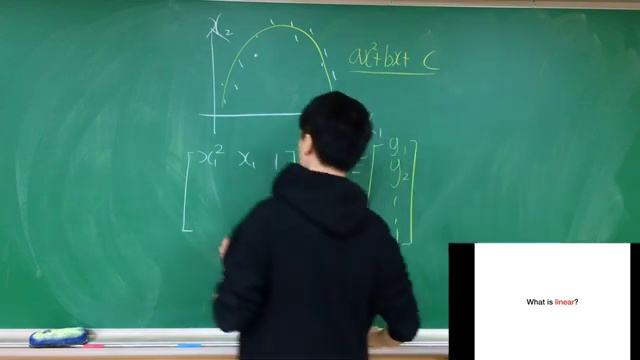 x₂
ax²+bx+c
x₁² x₁ 1
y₁
y₂
What is linear?